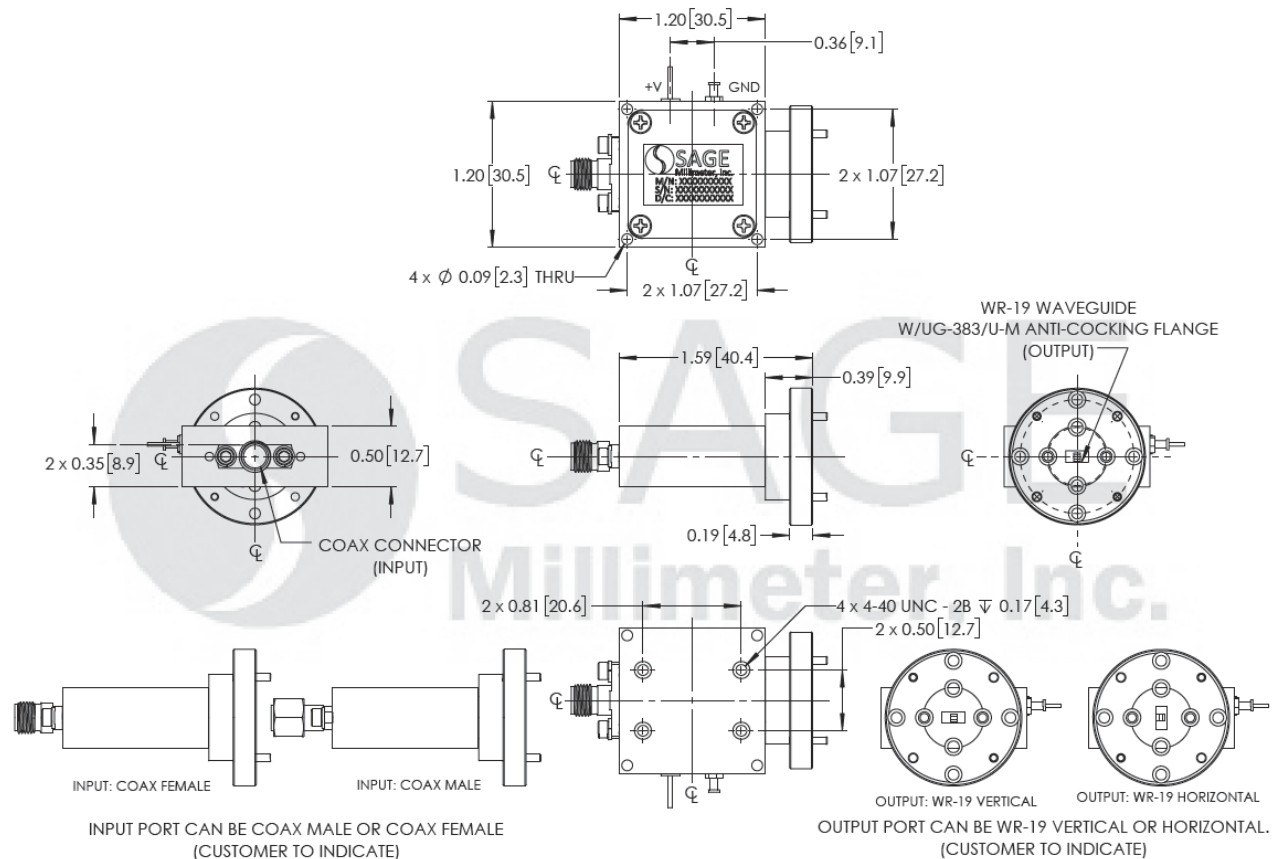 1.20 [30.5]
0.36 [9.1]
+V
GND
1.20 [30.5]
℄
SAGE
Millimeter, Inc.
M/N: XXXXXXXXXX
S/N: XXXXXXXXXX
D/C: XXXXXXXXXX
2 x 1.07 [27.2]
4 x ∅ 0.09 [2.3] THRU
℄
2 x 1.07 [27.2]
WR-19 WAVEGUIDE
W/UG-383/U-M ANTI-COCKING FLANGE
(OUTPUT)
1.59 [40.4]
0.39 [9.9]
2 x 0.35 [8.9]
℄
0.50 [12.7]
℄
℄
0.19 [4.8]
℄
COAX CONNECTOR
(INPUT)
℄
SAGE
Millimeter, Inc.
2 x 0.81 [20.6]
4 x 4-40 UNC - 2B ↧ 0.17 [4.3]
2 x 0.50 [12.7]
℄
℄
INPUT: COAX FEMALE
INPUT: COAX MALE
OUTPUT: WR-19 VERTICAL
OUTPUT: WR-19 HORIZONTAL
INPUT PORT CAN BE COAX MALE OR COAX FEMALE
(CUSTOMER TO INDICATE)
OUTPUT PORT CAN BE WR-19 VERTICAL OR HORIZONTAL.
(CUSTOMER TO INDICATE)